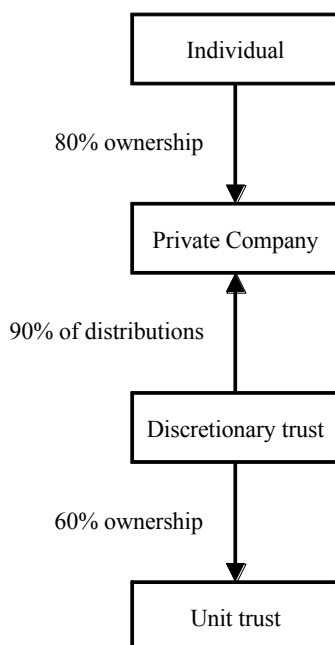 Individual
80% ownership
Private Company
90% of distributions
Discretionary trust
60% ownership
Unit trust